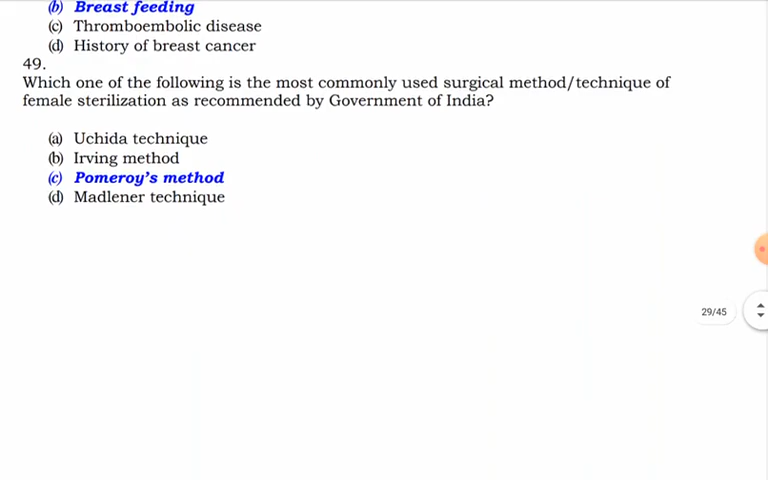 (b) Breast feeding
(c) Thromboembolic disease
(d) History of breast cancer
49.
Which one of the following is the most commonly used surgical method/technique of
female sterilization as recommended by Government of India?
(a) Uchida technique
(b) Irving method
(c) Pomeroy's method
(d) Madlener technique
29/45